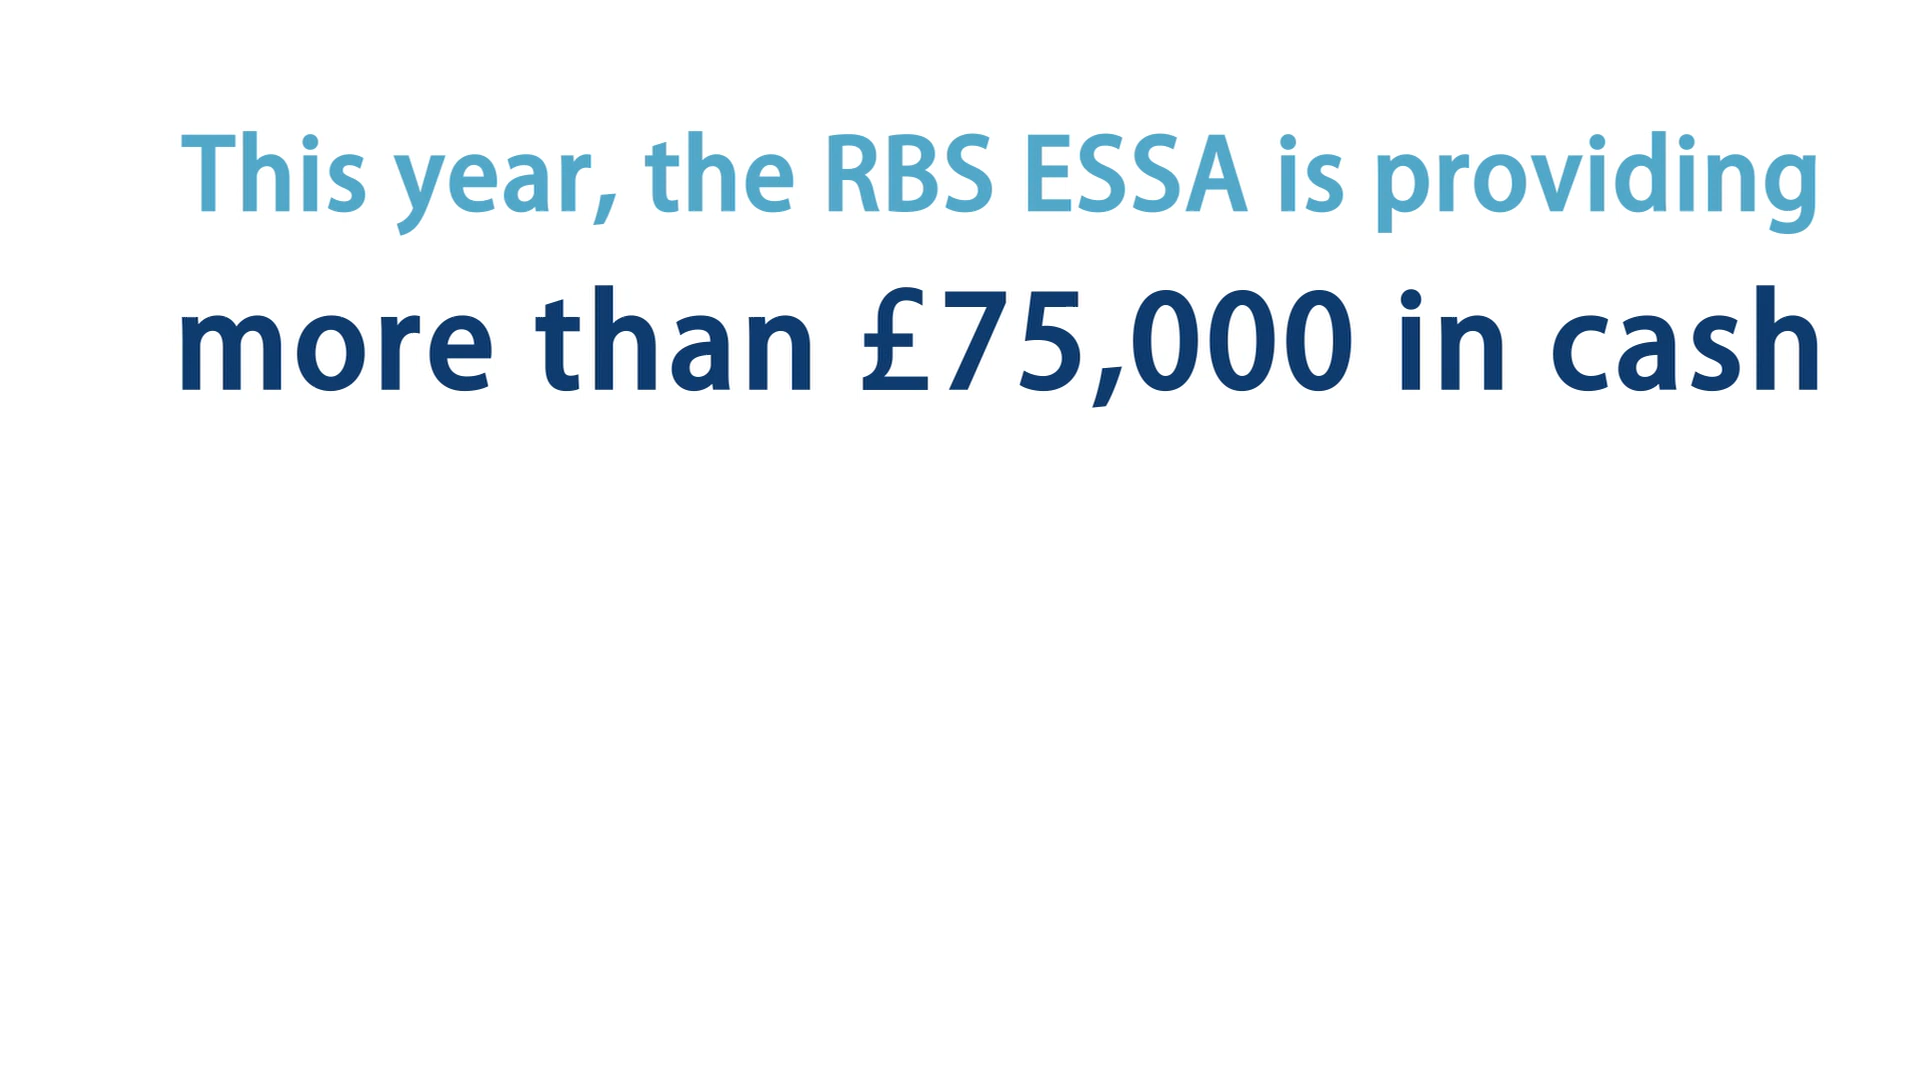 This year, the RBS ESSA is providing
more than £75,000 in cash